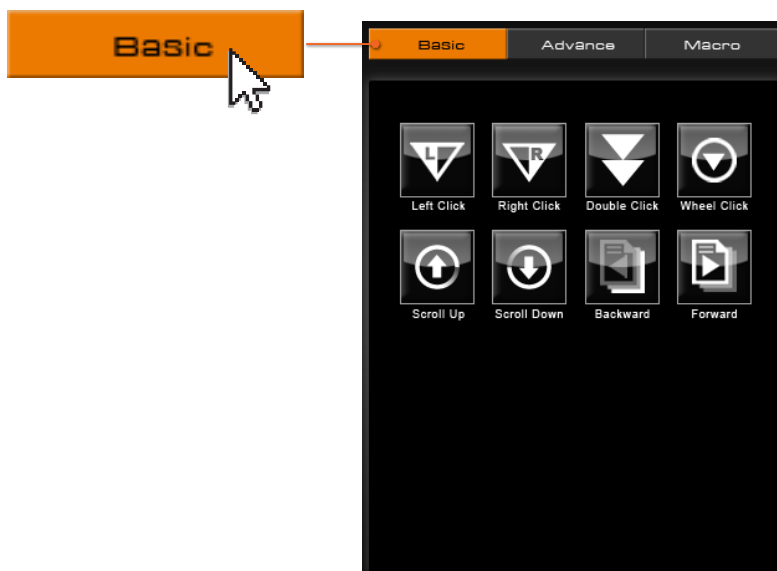 Basic
Basic Advance Macro
L R
Left Click Right Click Double Click Wheel Click
Scroll Up Scroll Down Backward Forward